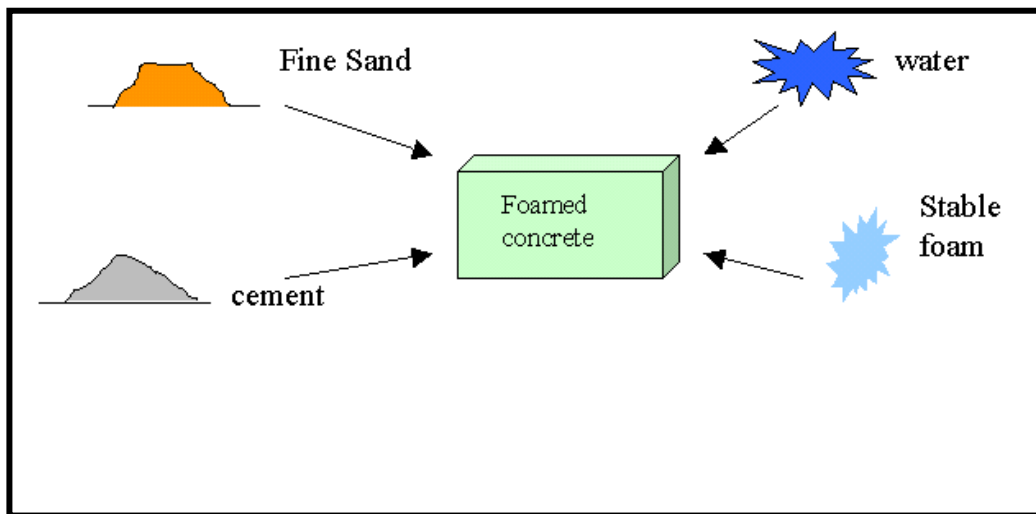 Fine Sand
water
Foamed
concrete
Stable
foam
cement